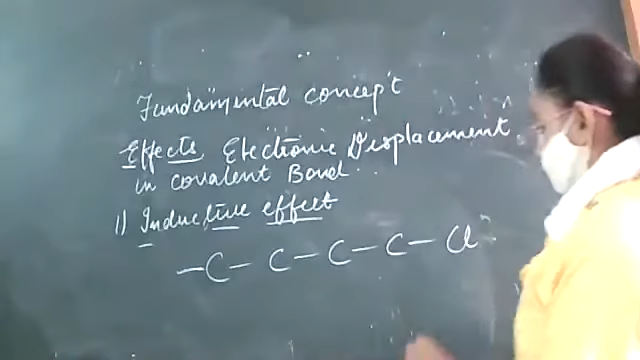 Fundamental concept
Effects Electronic Displacement
in covalent Bond..
1) Inductive effect
-C-C-C-C-Cl